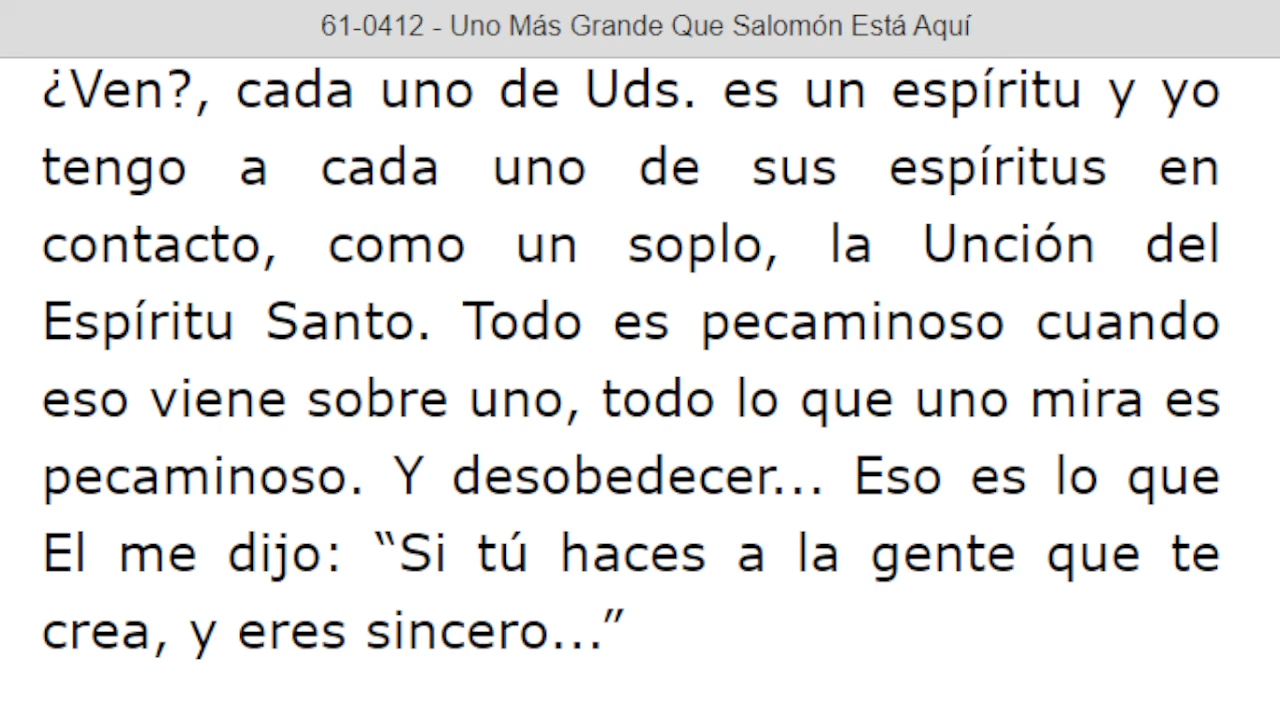 61-0412 - Uno Más Grande Que Salomón Está Aquí
¿Ven?, cada uno de Uds. es un espíritu y yo
tengo a cada uno de sus espíritus en
contacto, como un soplo, la Unción del
Espíritu Santo. Todo es pecaminoso cuando
eso viene sobre uno, todo lo que uno mira es
pecaminoso. Y desobedecer... Eso es lo que
El me dijo: “Si tú haces a la gente que te
crea, y eres sincero...”